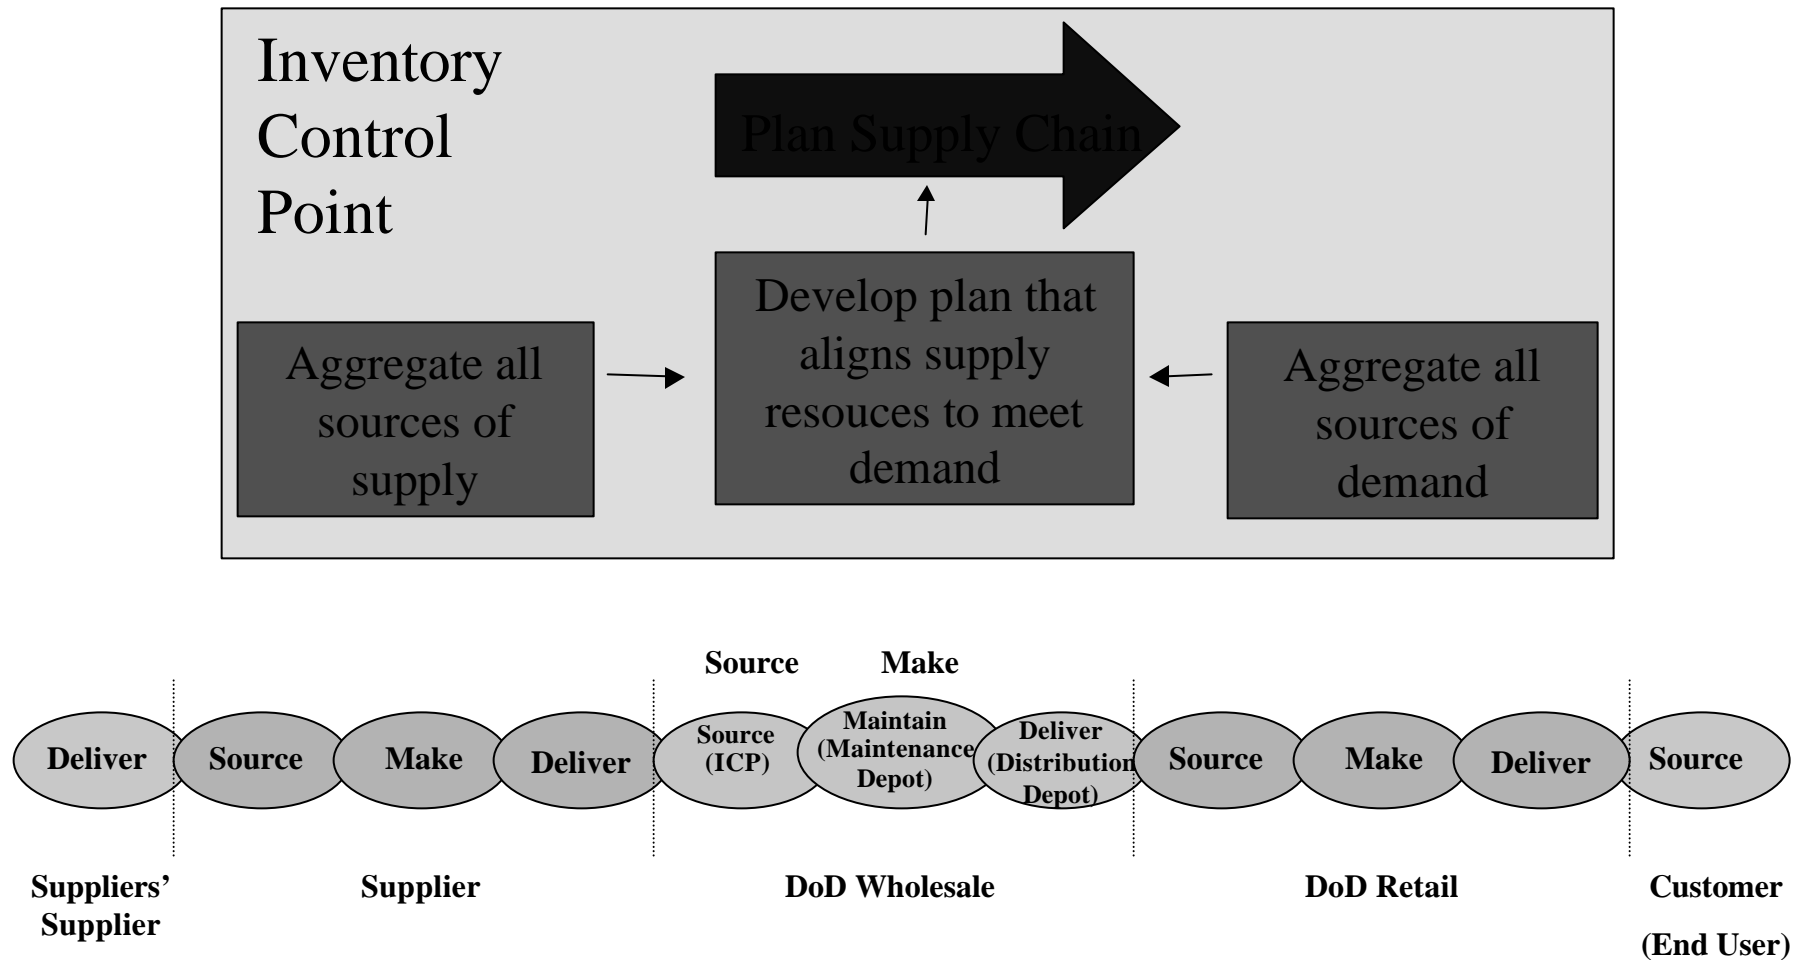 Inventory
Control
Point
Plan Supply Chain
Aggregate all
sources of
supply
Develop plan that
aligns supply
resouces to meet
demand
Aggregate all
sources of
demand
Source
Make
Deliver
Source
Make
Deliver
Source
(ICP)
Maintain
(Maintenance
Depot)
Deliver
(Distribution
Depot)
Source
Make
Deliver
Source
Suppliers’
Supplier
Supplier
DoD Wholesale
DoD Retail
Customer
(End User)